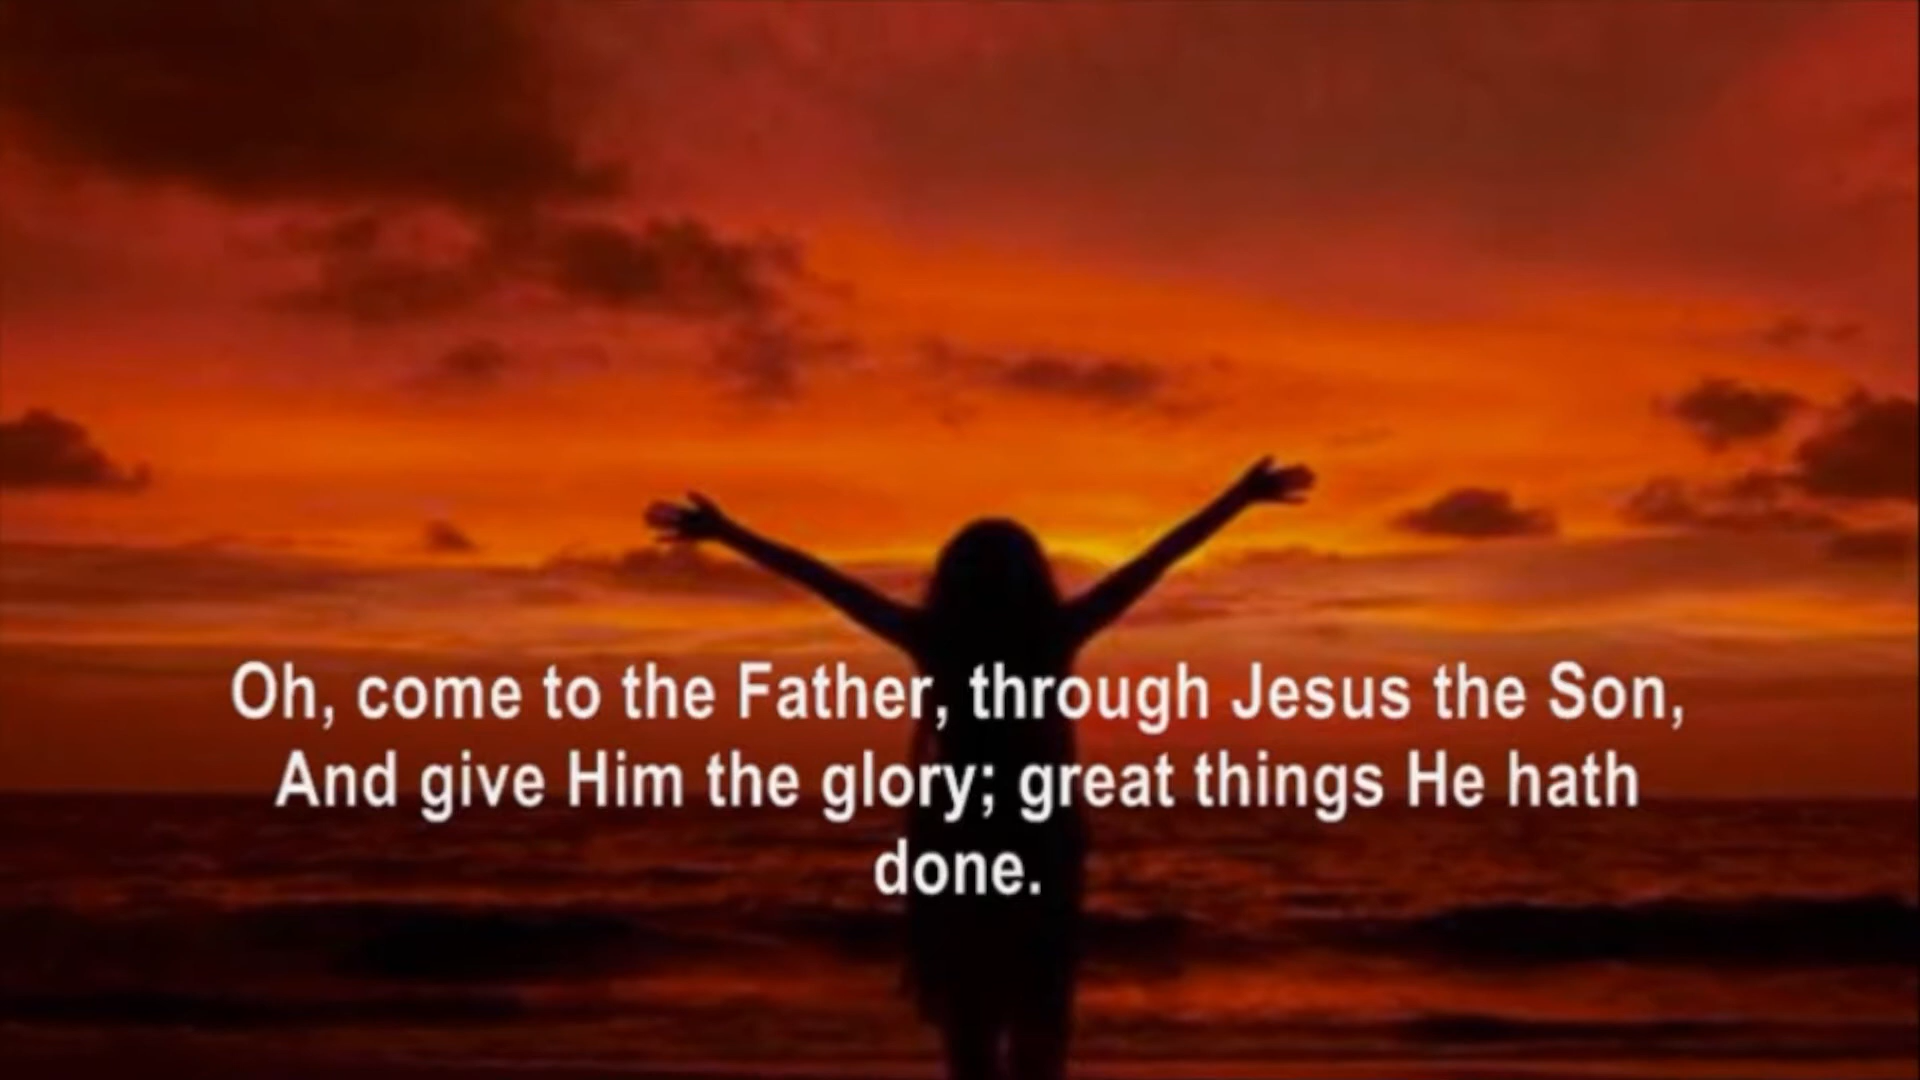 Oh, come to the Father, through Jesus the Son,
And give Him the glory; great things He hath
done.